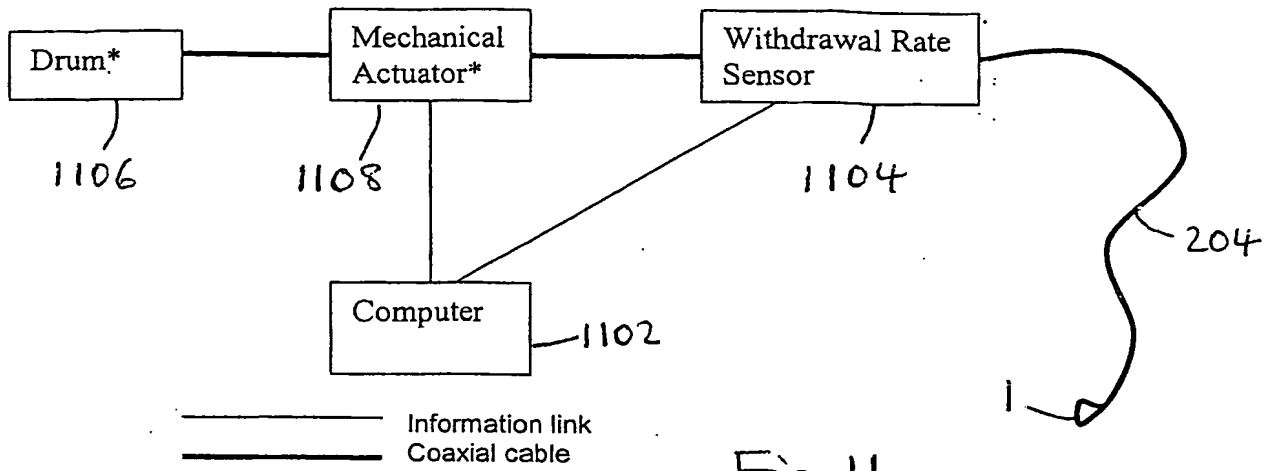 Drum*
Mechanical
Actuator*
Withdrawal Rate
Sensor
1106
1108
1104
204
Computer
1102
1
Information link
Coaxial cable
Fig 11